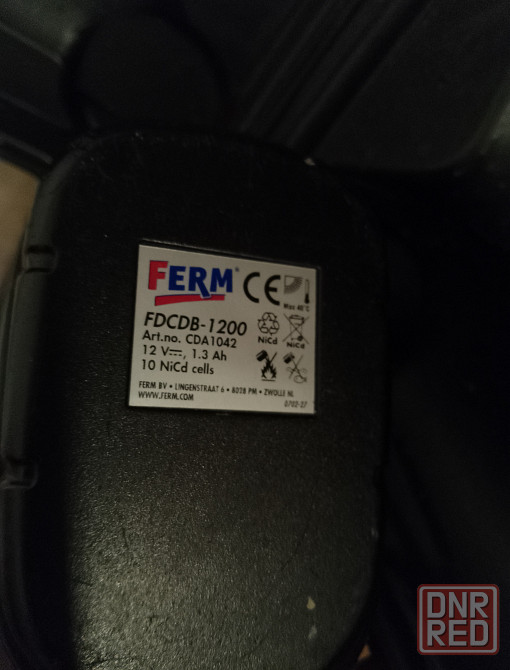 FERM®
CE
Max 40°C
FDCDB-1200
Art.no. CDA1042
12 V⎓, 1.3 Ah
10 NiCd cells
NiCd
NiCd
FERM BV • LINGENSTRAAT 6 • 8028 PM • ZWOLLE NL
WWW.FERM.COM
0702-27
DNR
RED